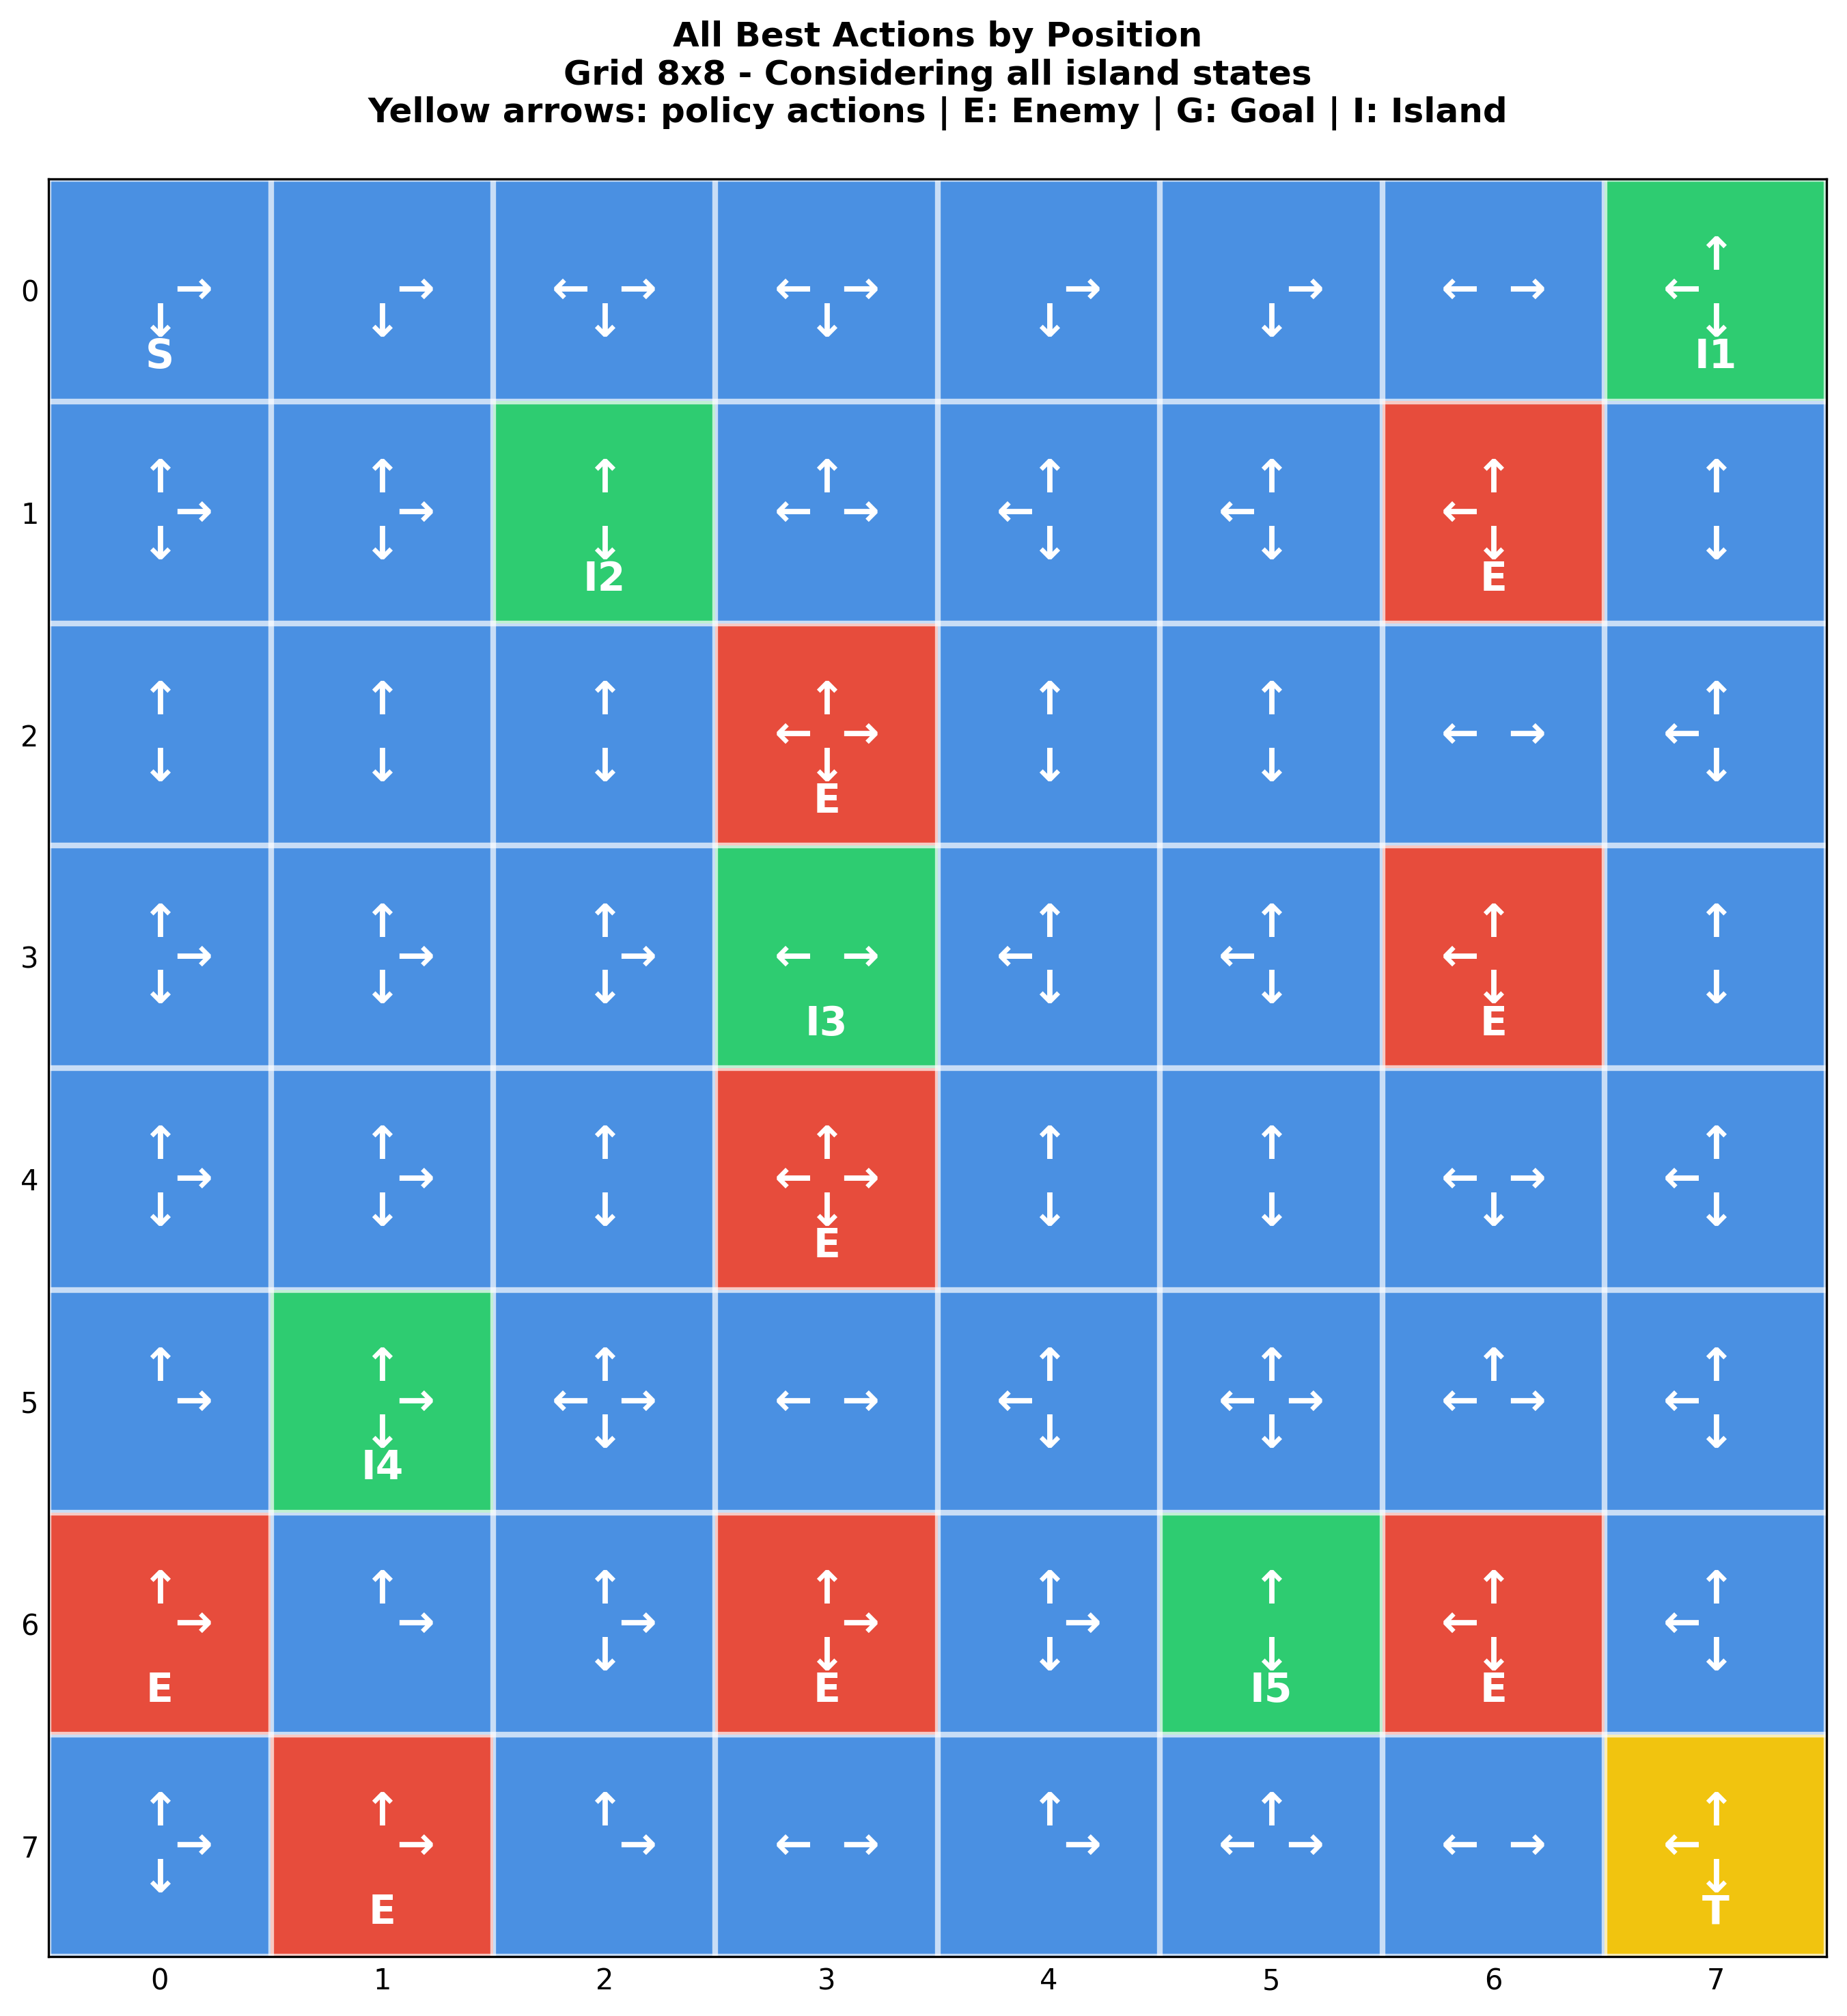 All Best Actions by Position
Grid 8x8 - Considering all island states
Yellow arrows: policy actions | E: Enemy | G: Goal | I: Island
0 → ↓ S → ↓ ← → ↓ ← → ↓ → ↓ → ↓ ← → ↑ ← ↓ I1
1 ↑ → ↓ ↑ → ↓ ↑ ↓ I2 ↑ ← → ↑ ← ↓ ↑ ← ↓ ↑ ← ↓ E ↑ ↓
2 ↑ ↓ ↑ ↓ ↑ ↓ ↑ ← → ↓ E ↑ ↓ ↑ ↓ ← → ↑ ← ↓
3 ↑ → ↓ ↑ → ↓ ↑ → ↓ ← → I3 ↑ ← ↓ ↑ ← ↓ ↑ ← ↓ E ↑ ↓
4 ↑ → ↓ ↑ → ↓ ↑ ↓ ↑ ← → ↓ E ↑ ↓ ↑ ↓ ← → ↓ ↑ ← ↓
5 ↑ → ↑ → ↓ I4 ↑ ← → ↓ ← → ↑ ← ↓ ↑ ← → ↓ ↑ ← → ↑ ← ↓
6 ↑ → E ↑ → ↑ → ↓ ↑ → ↓ E ↑ → ↓ ↑ ↓ I5 ↑ ← ↓ E ↑ ← ↓
7 ↑ → ↓ ↑ → E ↑ → ← → ↑ → ↑ ← → ← → ↑ ← ↓ T
0 1 2 3 4 5 6 7